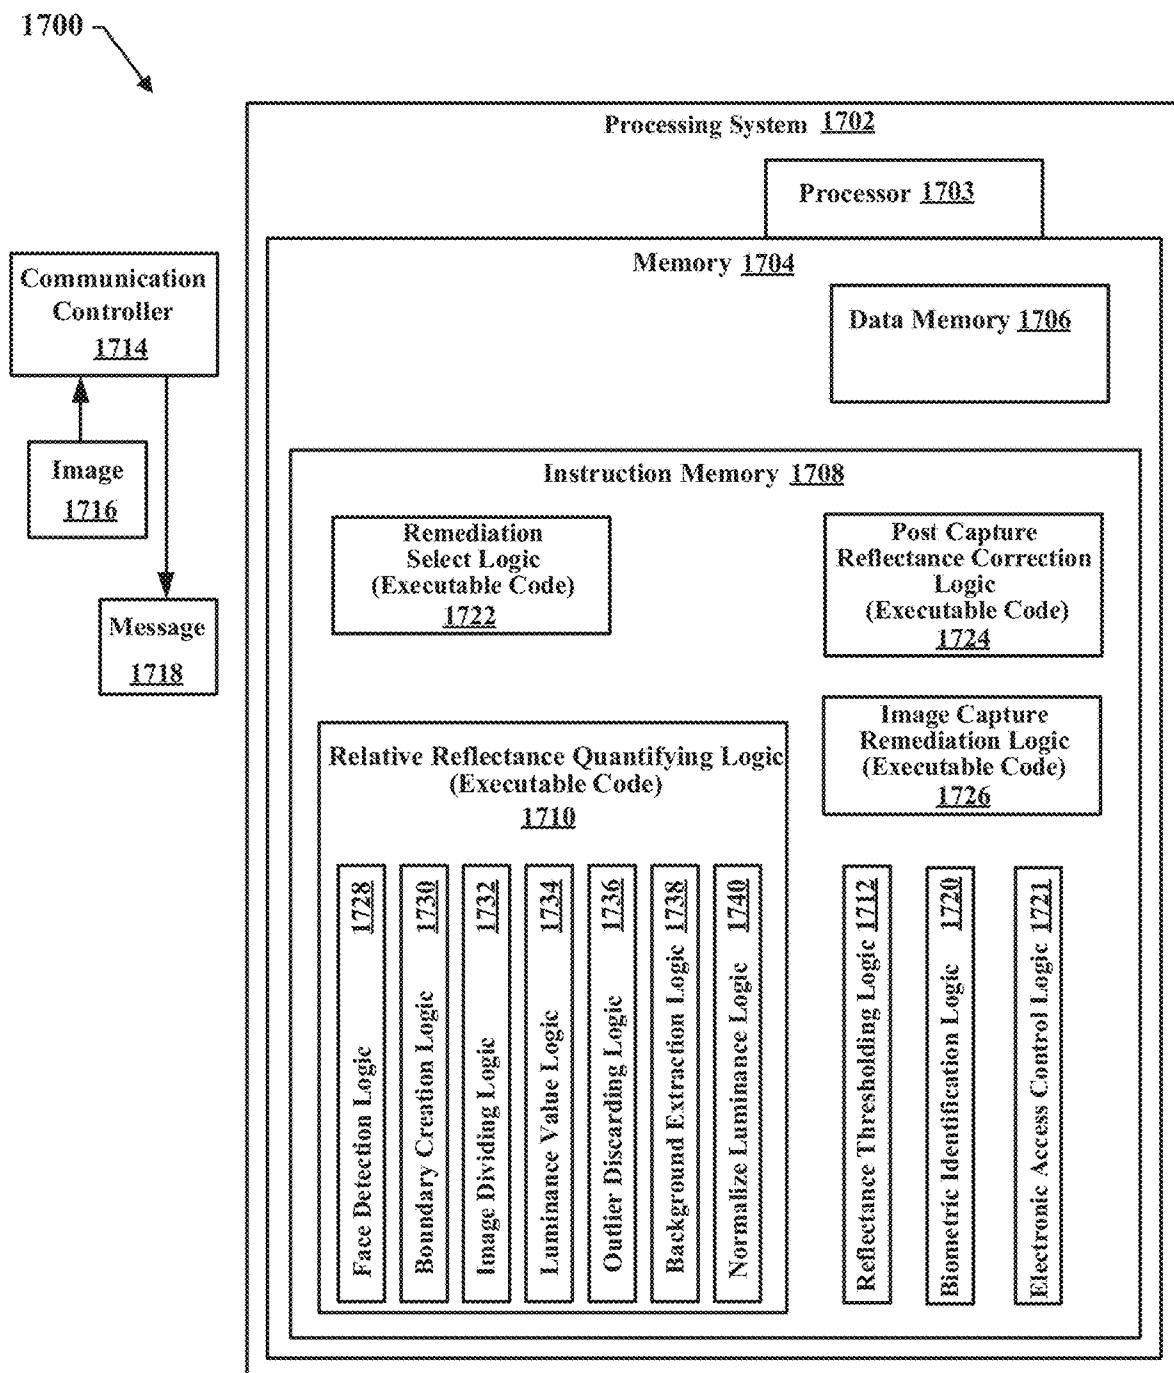 1700
Processing System 1702
Processor 1703
Communication
Controller
1714
Memory 1704
Data Memory 1706
Image
1716
Message
1718
Instruction Memory 1708
Remediation
Select Logic
(Executable Code)
1722
Post Capture
Reflectance Correction
Logic
(Executable Code)
1724
Image Capture
Remediation Logic
(Executable Code)
1726
Relative Reflectance Quantifying Logic
(Executable Code)
1710
Face Detection Logic 1728
Boundary Creation Logic 1730
Image Dividing Logic 1732
Luminance Value Logic 1734
Outlier Discarding Logic 1736
Background Extraction Logic 1738
Normalize Luminance Logic 1740
Reflectance Thresholding Logic 1712
Biometric Identification Logic 1720
Electronic Access Control Logic 1721